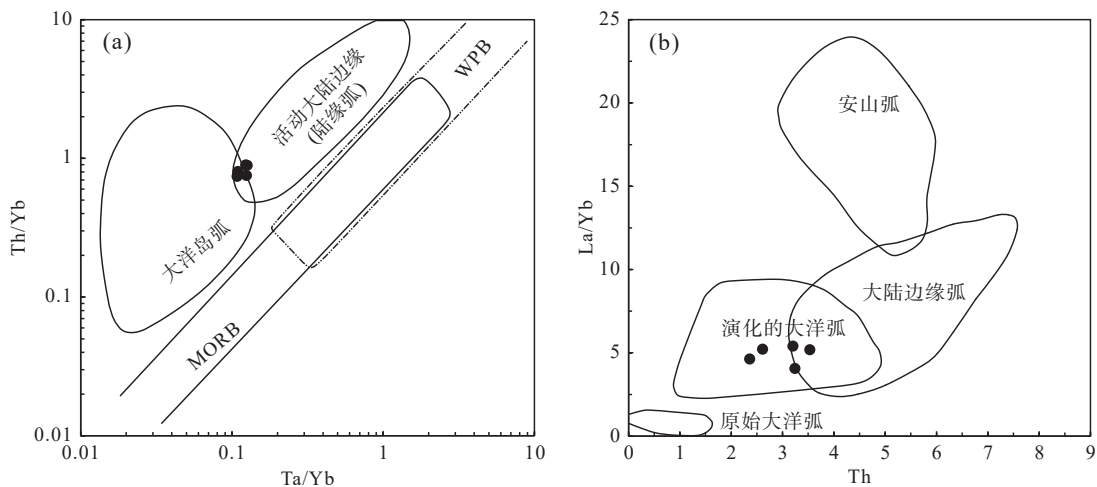 (a)
10
1
0.1
0.01
Th/Yb
活动大陆边缘
(陆缘弧)
大洋岛弧
WPB
MORB
0.01
0.1
1
10
Ta/Yb
(b)
25
20
15
10
5
0
La/Yb
安山弧
大陆边缘弧
演化的大洋弧
原始大洋弧
0
1
2
3
4
5
6
7
8
9
Th